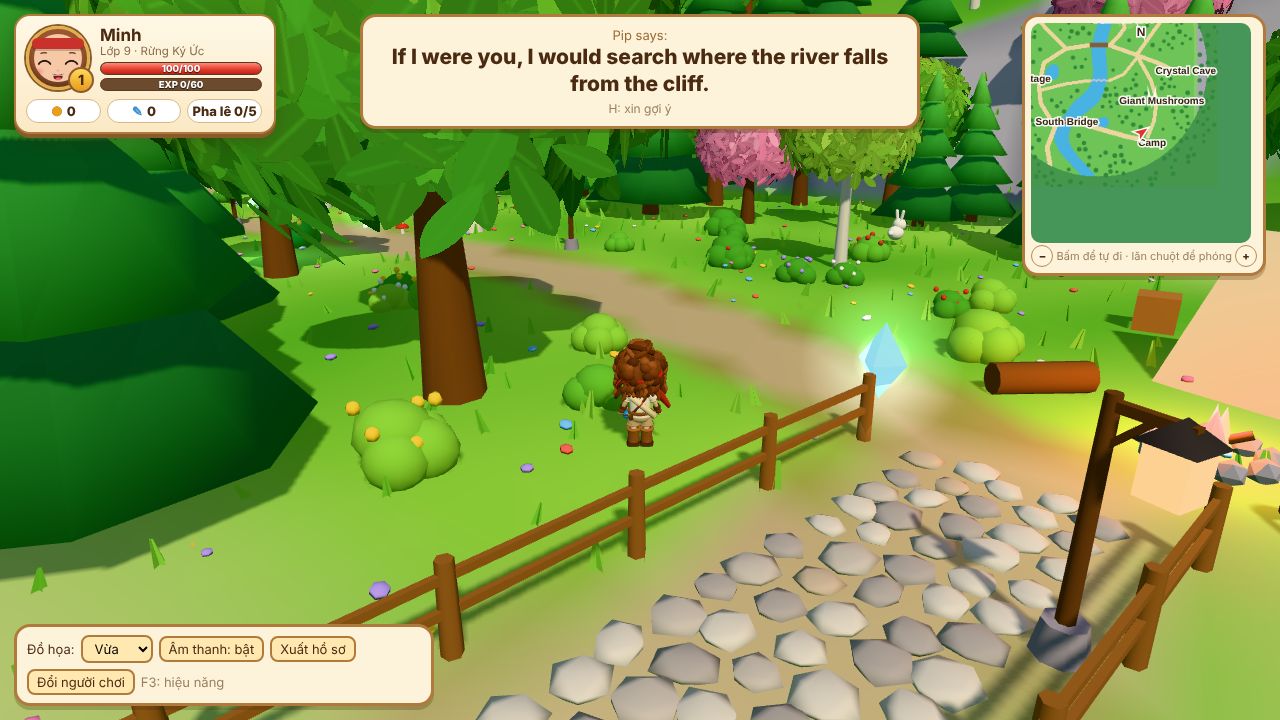 Minh
Lớp 9 · Rừng Ký Ức
100/100
EXP 0/60
1
0
0
Pha lê 0/5
Pip says:
If I were you, I would search where the river falls
from the cliff.
H: xin gợi ý
N
Crystal Cave
tage
Giant Mushrooms
South Bridge
Camp
− Bấm để tự đi · lăn chuột để phóng +
Đồ họa: Vừa Âm thanh: bật Xuất hồ sơ
Đổi người chơi F3: hiệu năng